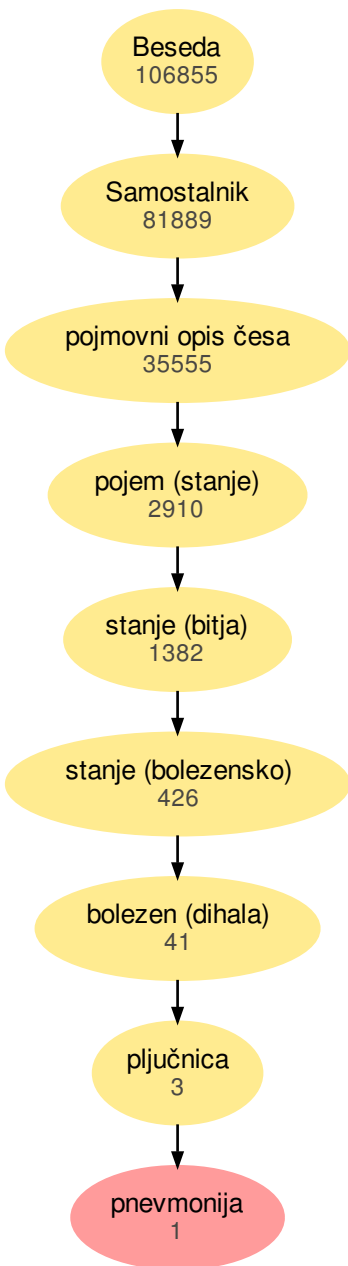 Beseda
106855
Samostalnik
81889
pojmovni opis česa
35555
pojem (stanje)
2910
stanje (bitja)
1382
stanje (bolezensko)
426
bolezen (dihala)
41
pljučnica
3
pnevmonija
1